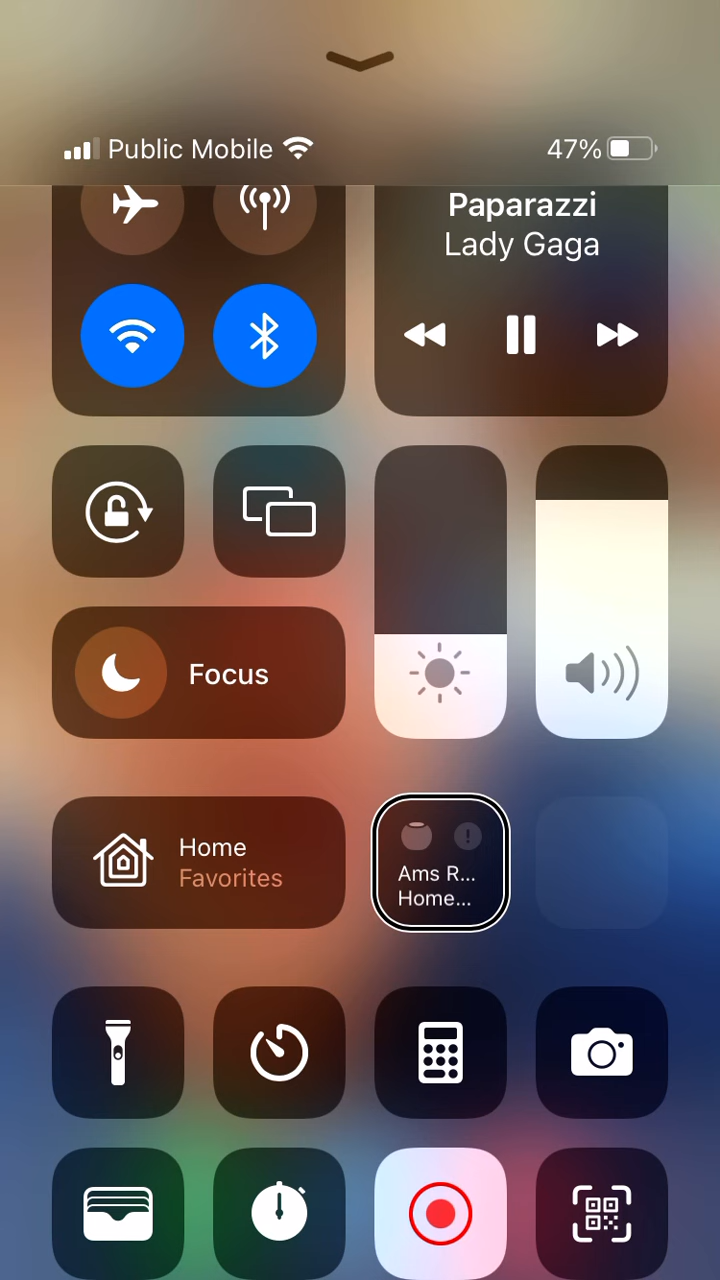 Public Mobile
47%
Paparazzi
Lady Gaga
Focus
Home
Favorites
Ams R...
Home...